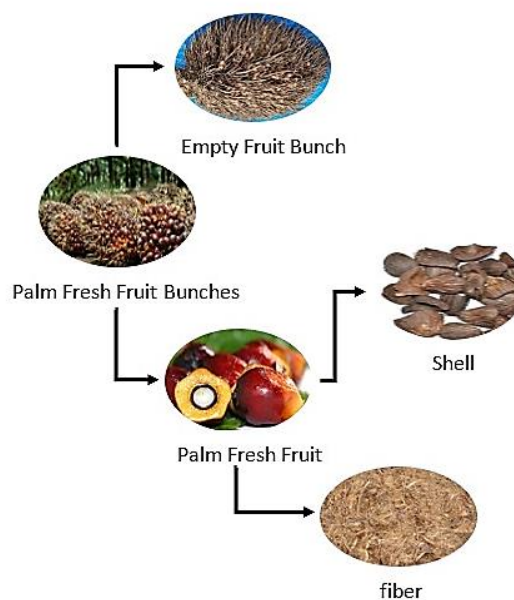 Empty Fruit Bunch
Palm Fresh Fruit Bunches
Shell
Palm Fresh Fruit
fiber